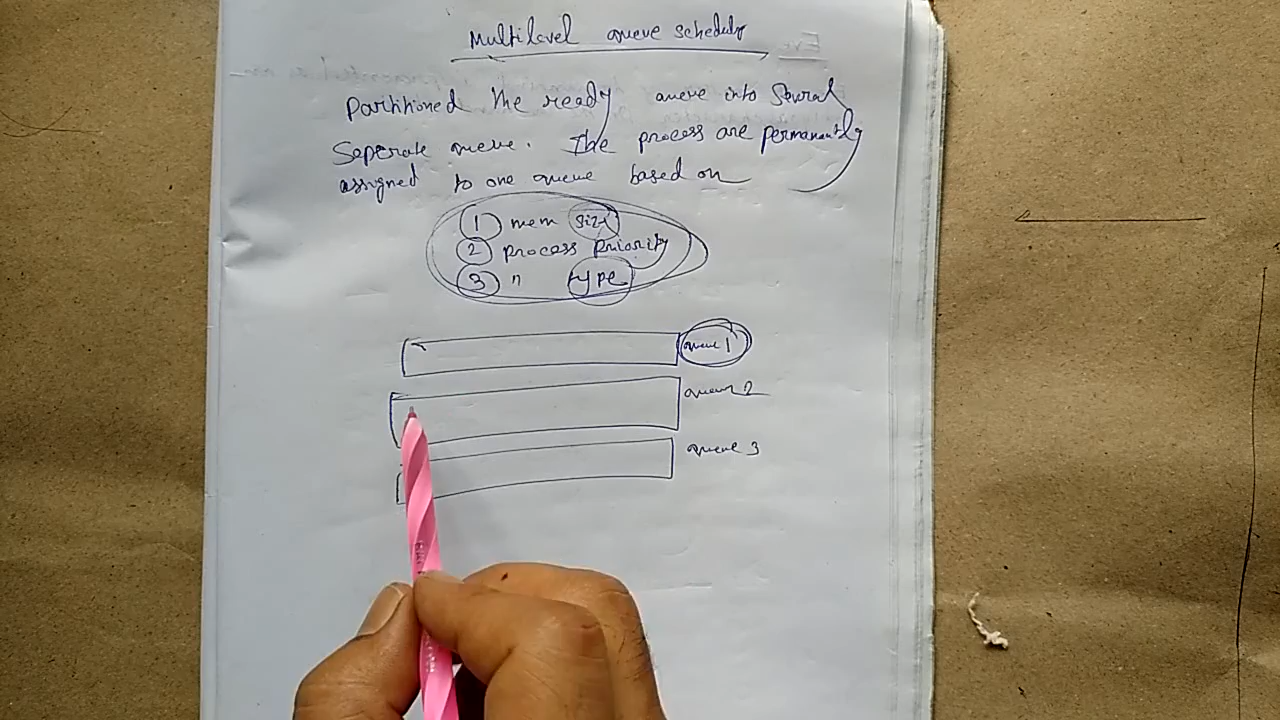 Multilevel queue schedulg
Partitioned the ready queue into Several
Seperate queue. The process are permanently
assigned to one queue based on
1 mem size
2 process priority
3 " type
queue 1
queue 2
queue 3